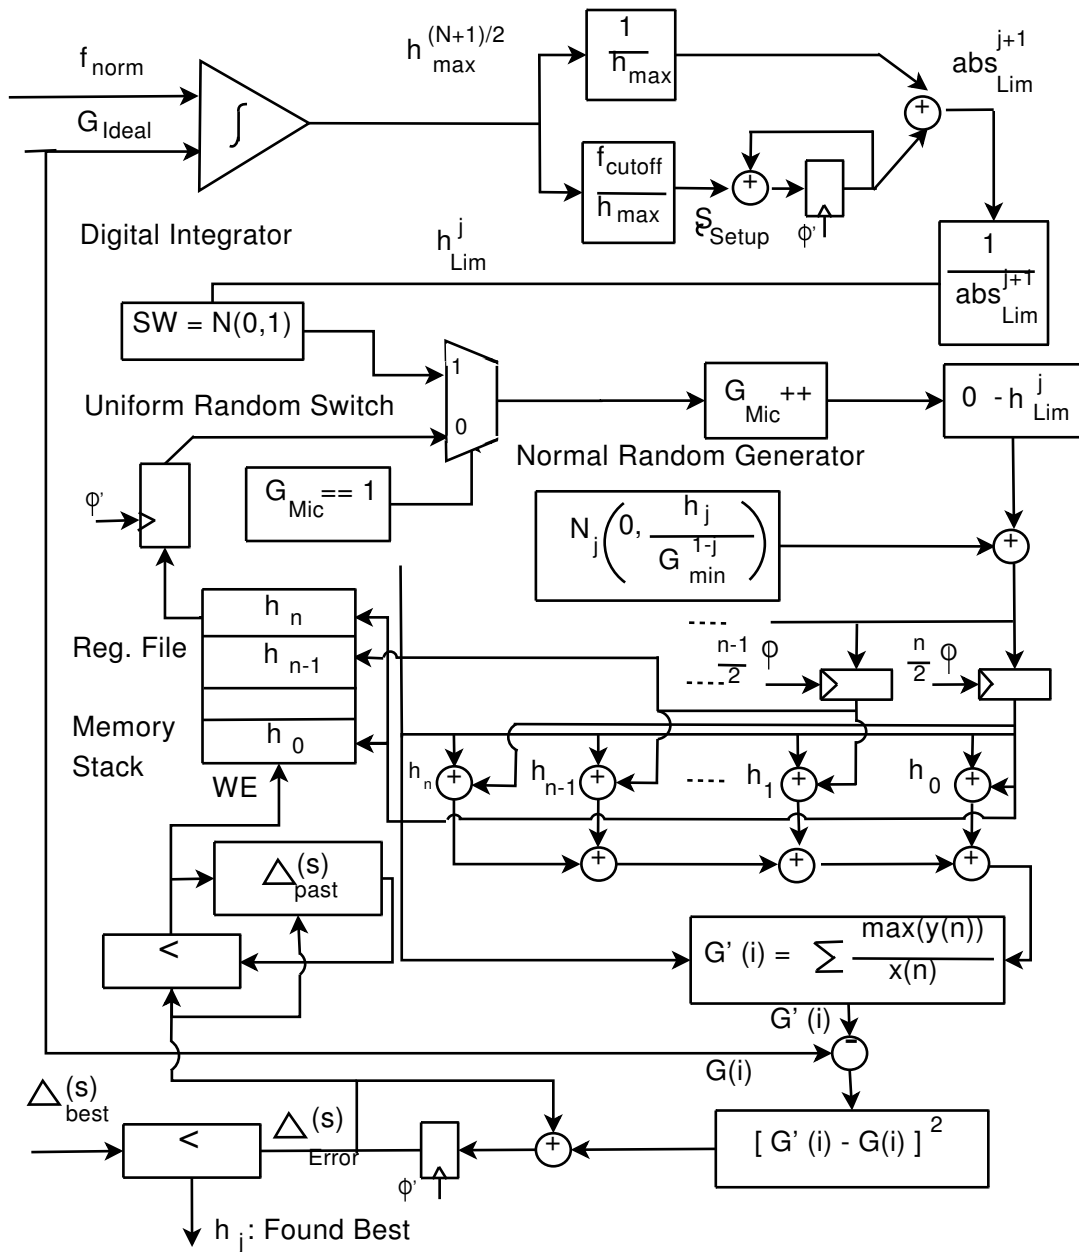 f norm
h max (N+1)/2
1 / h max
abs Lim j+1
G Ideal
∫
+
f cutoff / h max
+
S Setup
φ'
Digital Integrator
h Lim j
1 / abs Lim j+1
SW = N(0,1)
1
Uniform Random Switch
0
G Mic ++
0 - h Lim j
Normal Random Generator
G Mic == 1
φ'
N j (0, h j / G min 1-j)
+
h n
Reg. File
h n-1
n-1 / 2 φ
n / 2 φ
Memory
Stack
h 0
WE
h n
+
h n-1
+
h 1
+
h 0
+
+
+
+
Δ past (s)
<
G' (i) = ∑ max(y(n)) / x(n)
G' (i)
-
G(i)
Δ best (s)
<
Δ Error (s)
φ'
+
[ G' (i) - G(i) ] 2
h j : Found Best